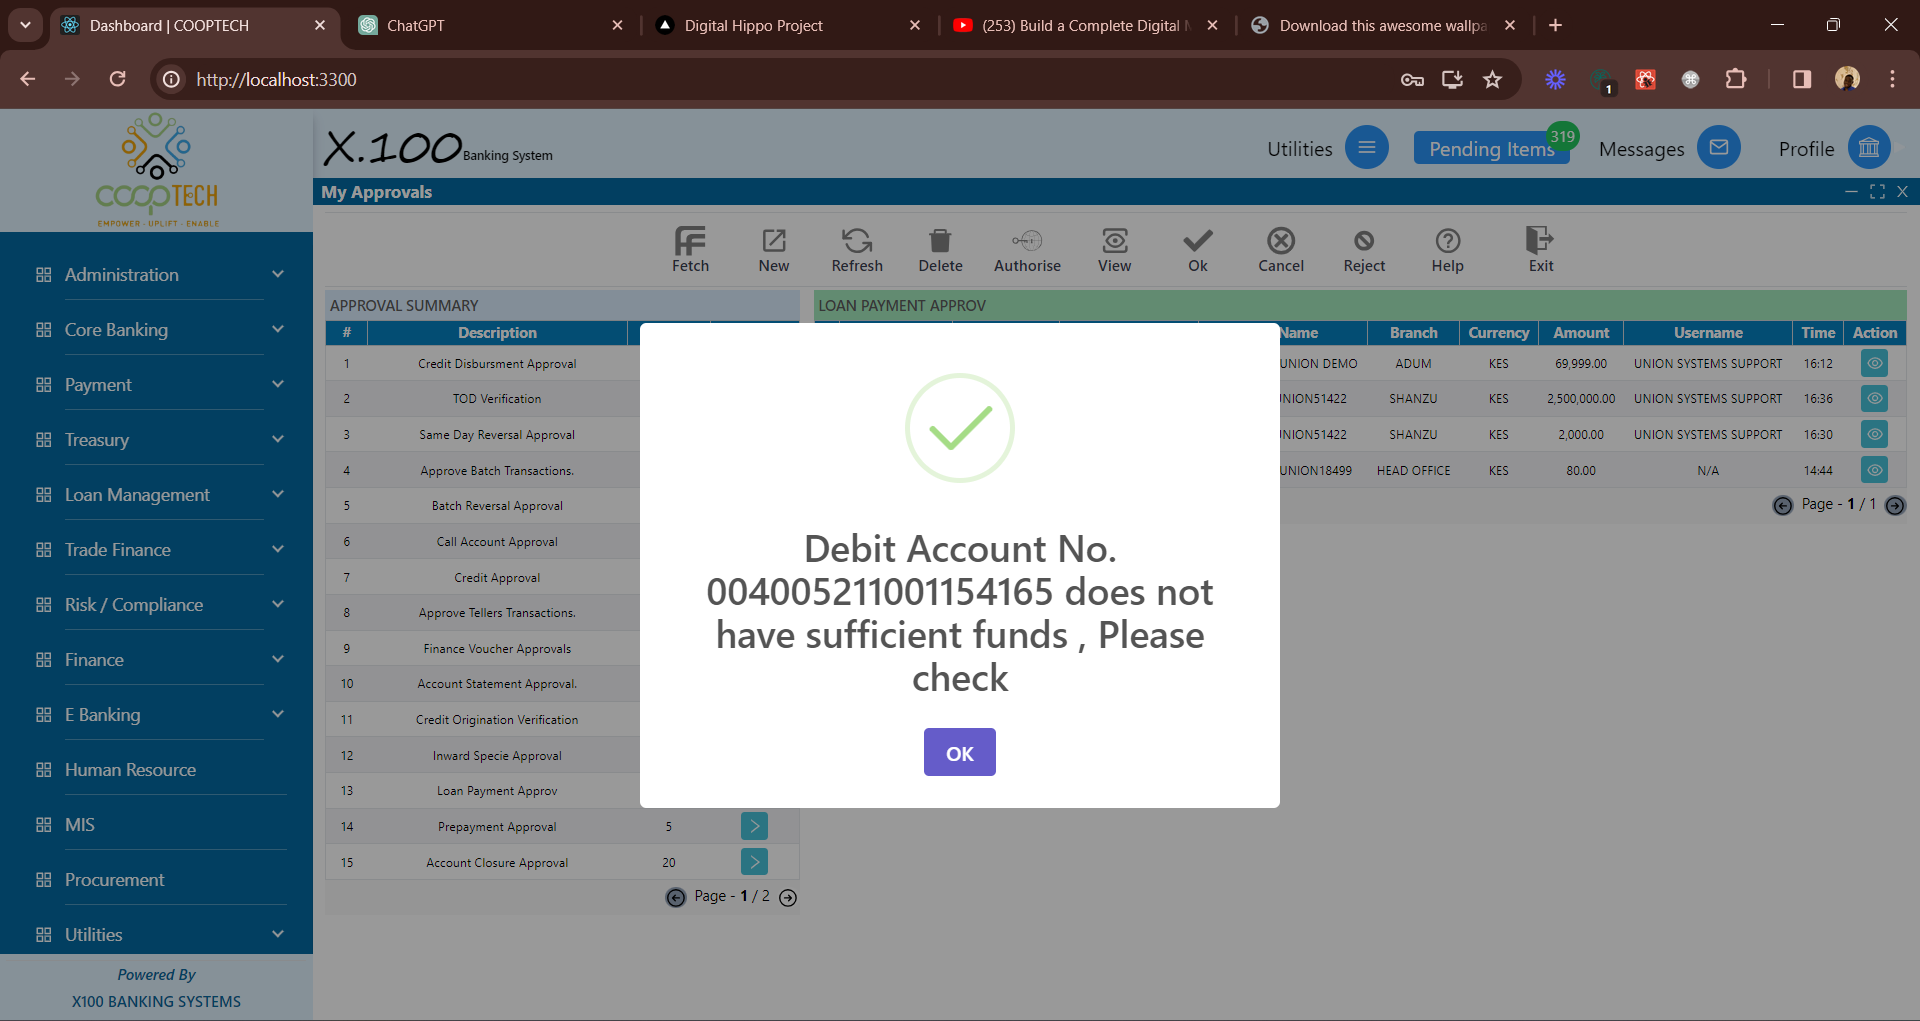 Dashboard | COOPTECH
ChatGPT
Digital Hippo Project
(253) Build a Complete Digital
Download this awesome wallpa
http://localhost:3300
1
COOPTECH
EMPOWER - UPLIFT - ENABLE
X.100 Banking System
Utilities
Pending Items
319
Messages
Profile
My Approvals
Fetch
New
Refresh
Delete
Authorise
View
Ok
Cancel
Reject
Help
Exit
Administration
Core Banking
Payment
Treasury
Loan Management
Trade Finance
Risk / Compliance
Finance
E Banking
Human Resource
MIS
Procurement
Utilities
Powered By
X100 BANKING SYSTEMS
APPROVAL SUMMARY
# Description
1 Credit Disbursment Approval
2 TOD Verification
3 Same Day Reversal Approval
4 Approve Batch Transactions.
5 Batch Reversal Approval
6 Call Account Approval
7 Credit Approval
8 Approve Tellers Transactions.
9 Finance Voucher Approvals
10 Account Statement Approval.
11 Credit Origination Verification
12 Inward Specie Approval
13 Loan Payment Approv
14 Prepayment Approval 5
15 Account Closure Approval 20
Page - 1 / 2
LOAN PAYMENT APPROV
Name Branch Currency Amount Username Time Action
UNION DEMO ADUM KES 69,999.00 UNION SYSTEMS SUPPORT 16:12
UNION51422 SHANZU KES 2,500,000.00 UNION SYSTEMS SUPPORT 16:36
UNION51422 SHANZU KES 2,000.00 UNION SYSTEMS SUPPORT 16:30
UNION18499 HEAD OFFICE KES 80.00 N/A 14:44
Page - 1 / 1
Debit Account No.
004005211001154165 does not
have sufficient funds , Please
check
OK